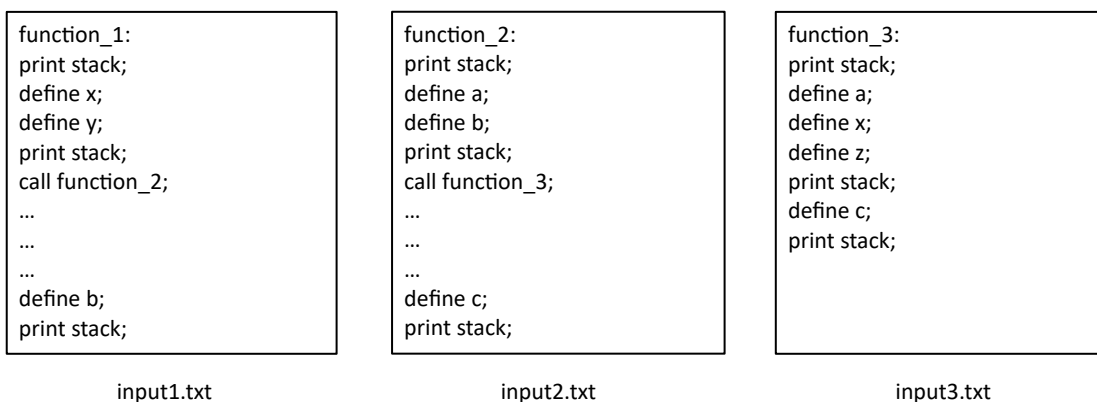 function_1:
print stack;
define x;
define y;
print stack;
call function_2;
...
...
...
define b;
print stack;
input1.txt
function_2:
print stack;
define a;
define b;
print stack;
call function_3;
...
...
...
define c;
print stack;
input2.txt
function_3:
print stack;
define a;
define x;
define z;
print stack;
define c;
print stack;
input3.txt